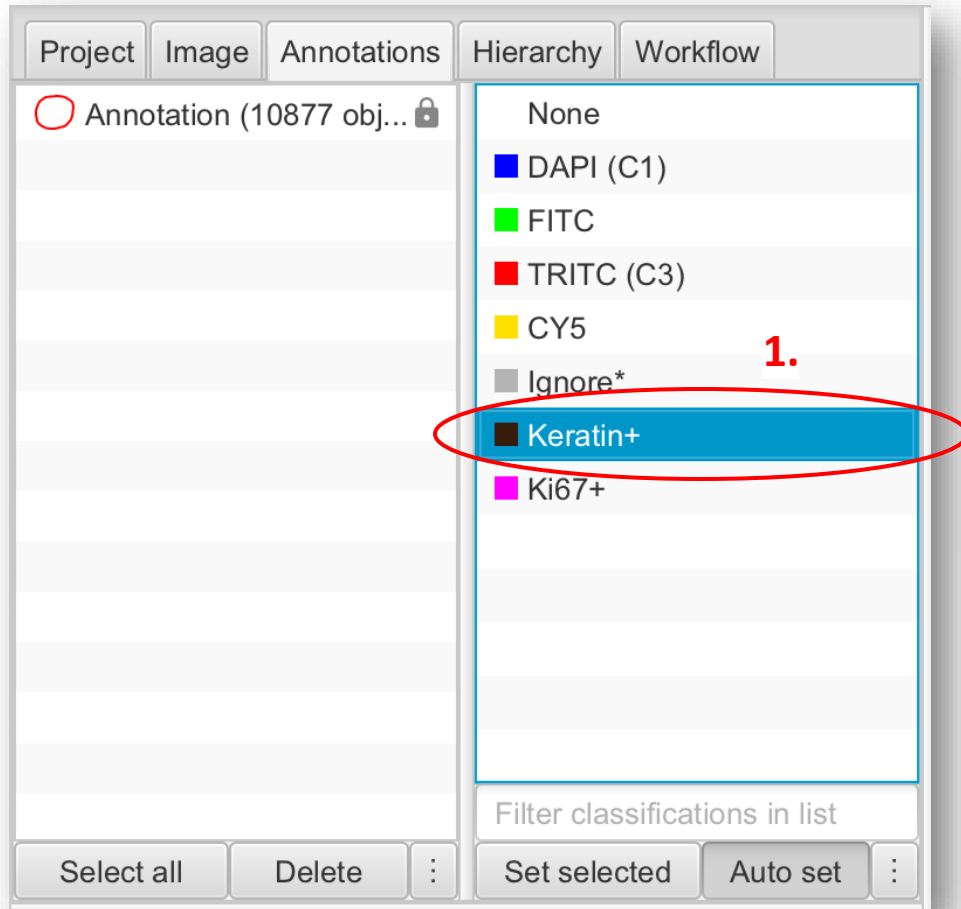 Project Image Annotations Hierarchy Workflow
Annotation (10877 obj...
None
DAPI (C1)
FITC
TRITC (C3)
CY5
1.
Ignore*
Keratin+
Ki67+
Filter classifications in list
Select all Delete ⋮ Set selected Auto set ⋮